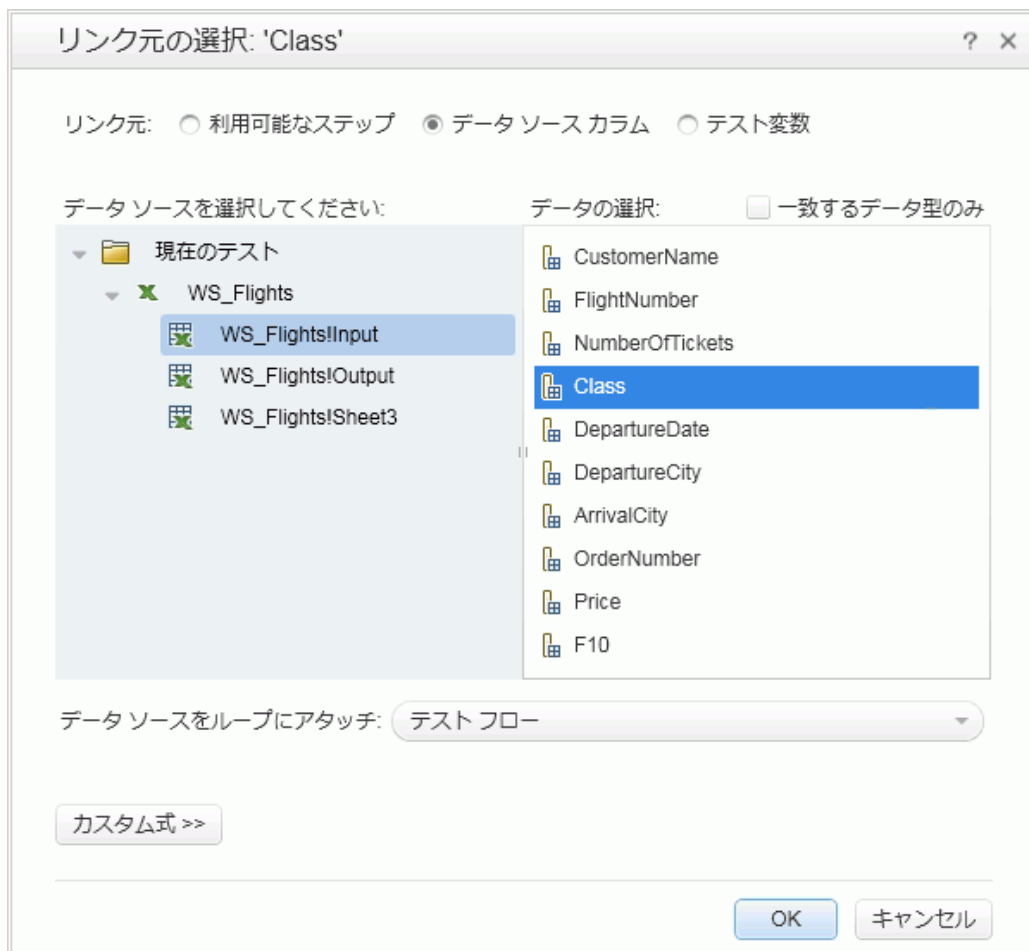 リンク元の選択: 'Class'
? ×
リンク元: 利用可能なステップ データ ソース カラム テスト変数
データ ソースを選択してください:
現在のテスト
WS_Flights
WS_Flights!Input
WS_Flights!Output
WS_Flights!Sheet3
データの選択: 一致するデータ型のみ
CustomerName
FlightNumber
NumberOfTickets
Class
DepartureDate
DepartureCity
ArrivalCity
OrderNumber
Price
F10
データ ソースをループにアタッチ: テスト フロー
カスタム式 >>
OK キャンセル